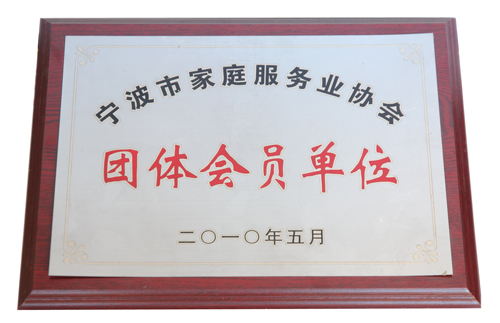 宁波市家庭服务业协会
团体会员单位
二〇一〇年五月